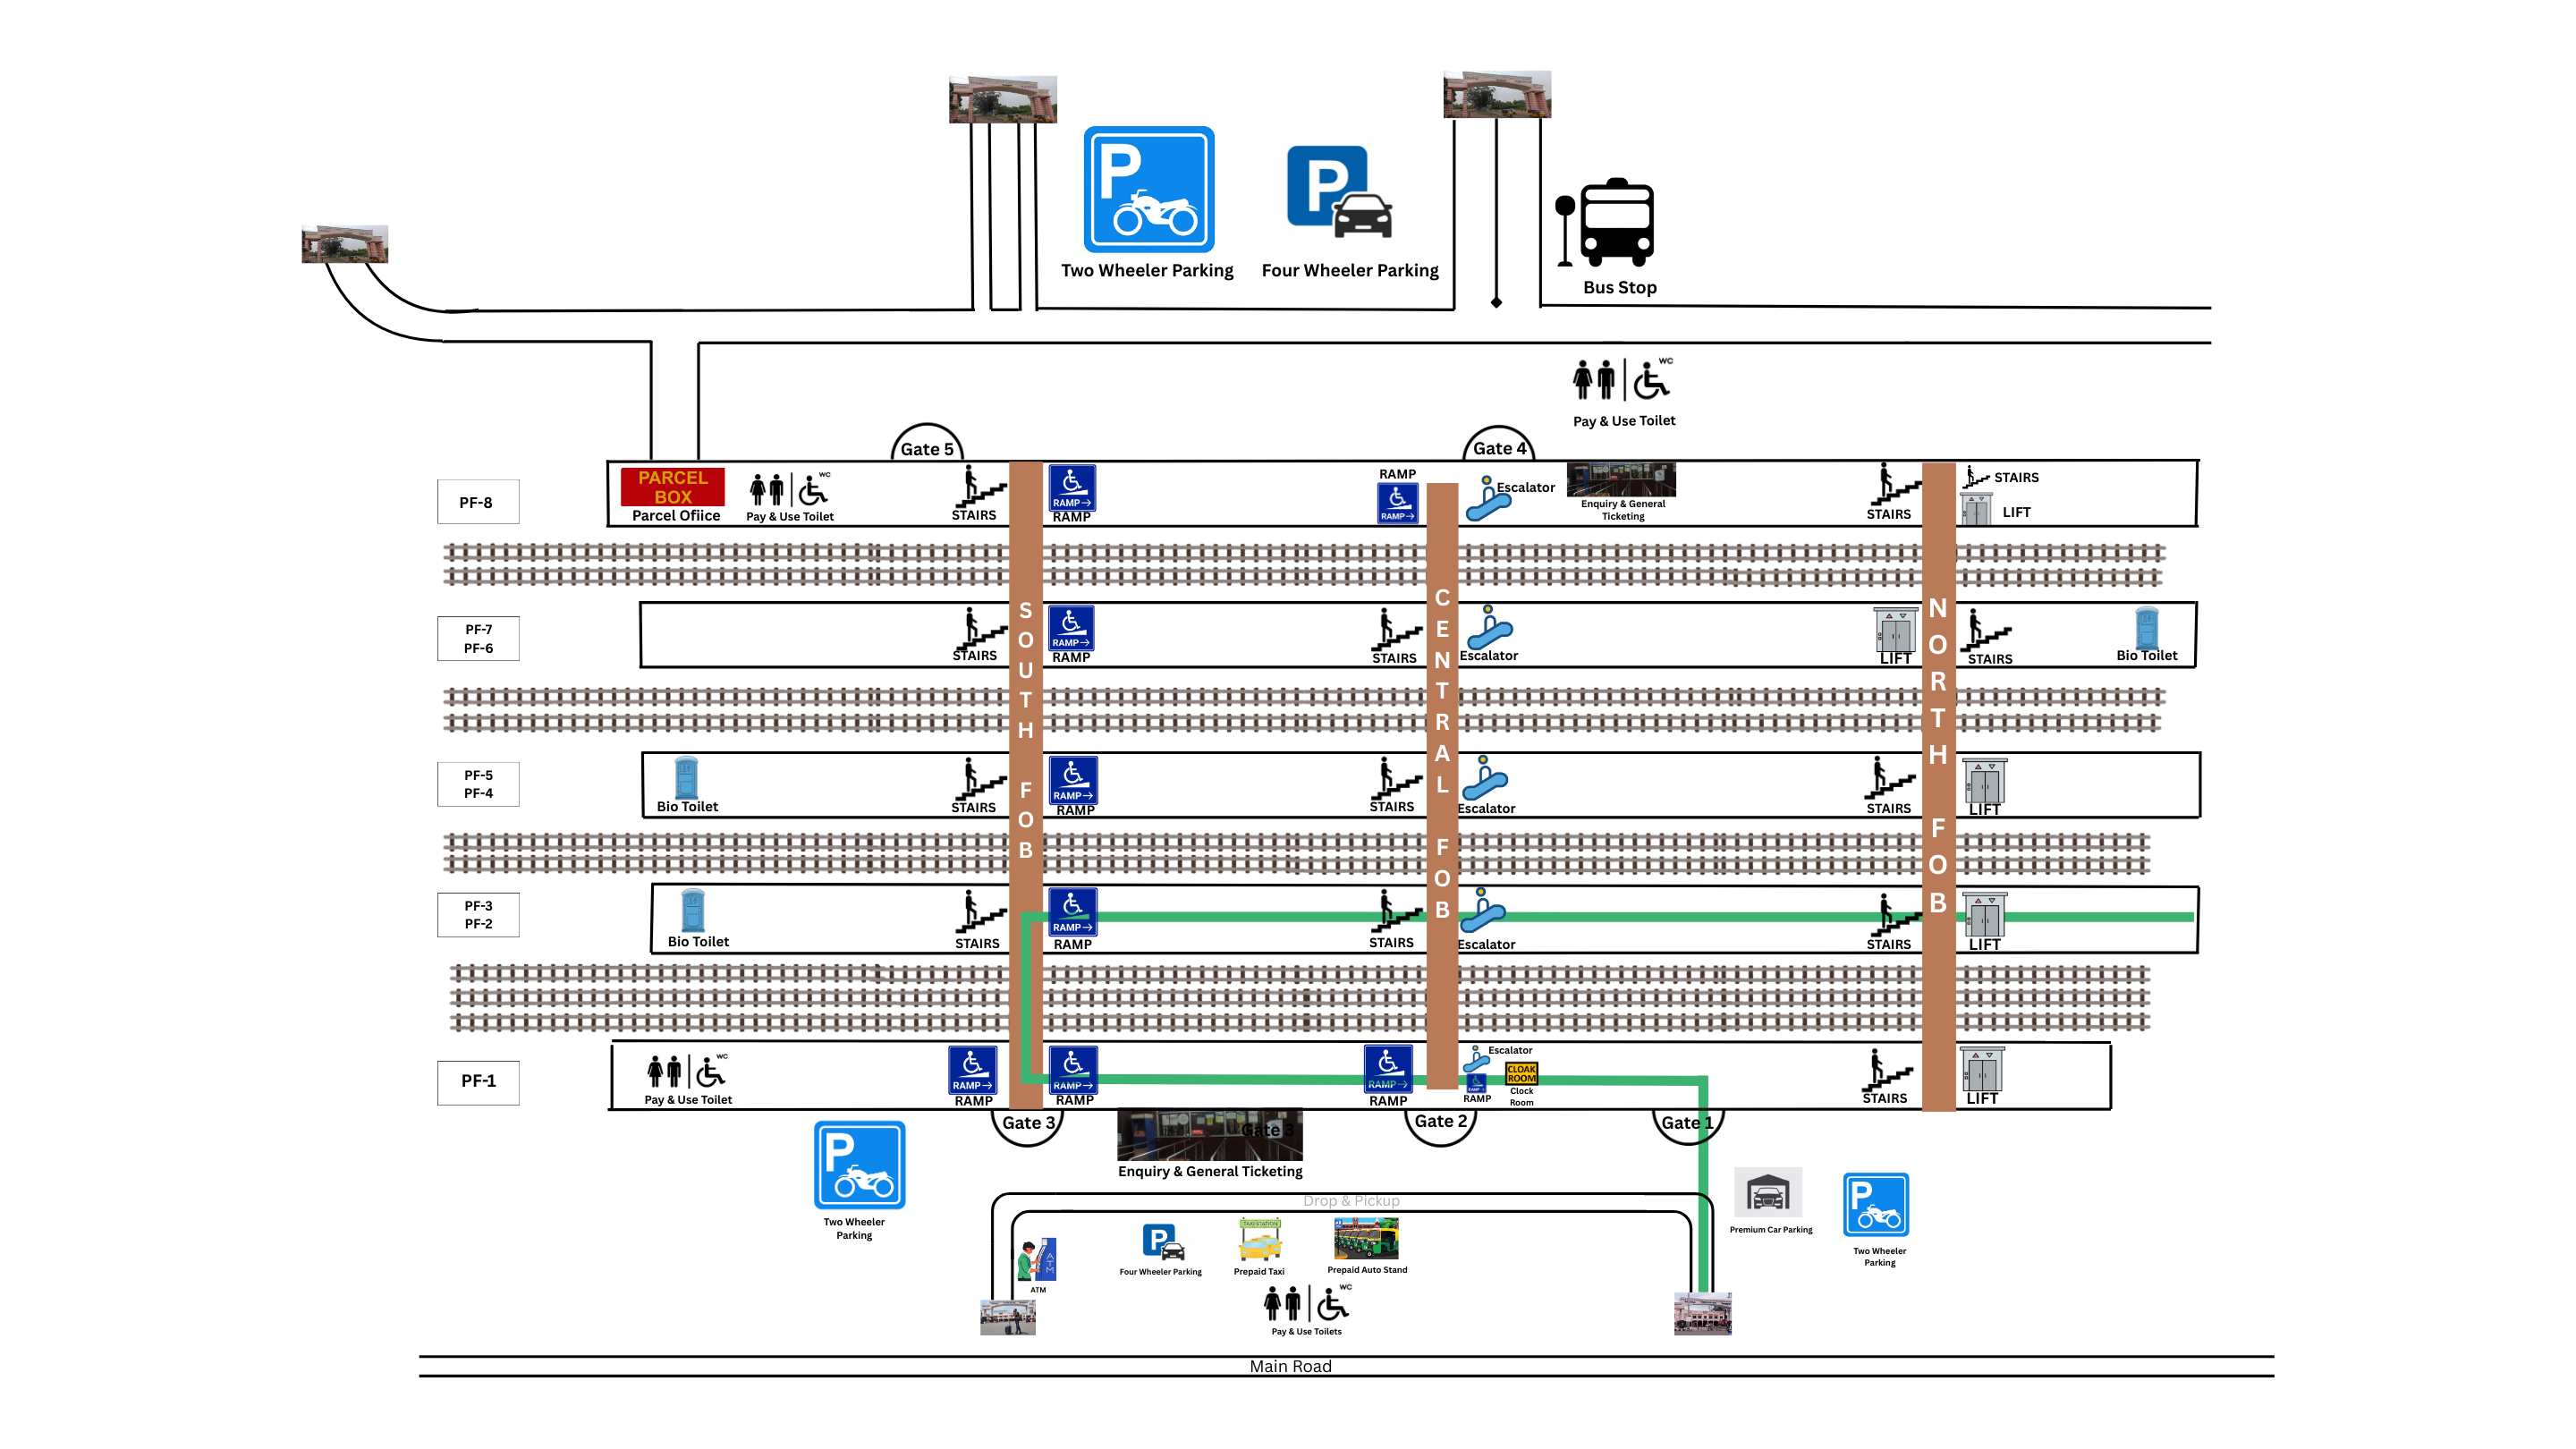 Two Wheeler Parking
Four Wheeler Parking
Bus Stop
WC
Pay & Use Toilet
Gate 5
Gate 4
PF-8
PARCEL
BOX
Parcel Ofiice
WC
Pay & Use Toilet
STAIRS
RAMP→
RAMP
RAMP
RAMP→
Escalator
Enquiry & General
Ticketing
STAIRS
STAIRS
LIFT
PF-7
PF-6
STAIRS
RAMP→
RAMP
STAIRS
Escalator
LIFT
STAIRS
Bio Toilet
SOUTH FOB
CENTRAL FOB
NORTH FOB
PF-5
PF-4
Bio Toilet
STAIRS
RAMP→
RAMP
STAIRS
Escalator
STAIRS
LIFT
PF-3
PF-2
Bio Toilet
STAIRS
RAMP→
RAMP
STAIRS
Escalator
STAIRS
LIFT
PF-1
WC
Pay & Use Toilet
RAMP→
RAMP
RAMP→
RAMP
RAMP→
RAMP
Escalator
RAMP
CLOAK
ROOM
Clock
Room
STAIRS
LIFT
Gate 3
Gate 3
Gate 2
Gate 1
Enquiry & General Ticketing
Two Wheeler
Parking
Drop & Pickup
ATM
ATM
Four Wheeler Parking
TAXI STATION
Prepaid Taxi
Prepaid Auto Stand
WC
Pay & Use Toilets
Premium Car Parking
Two Wheeler
Parking
Main Road